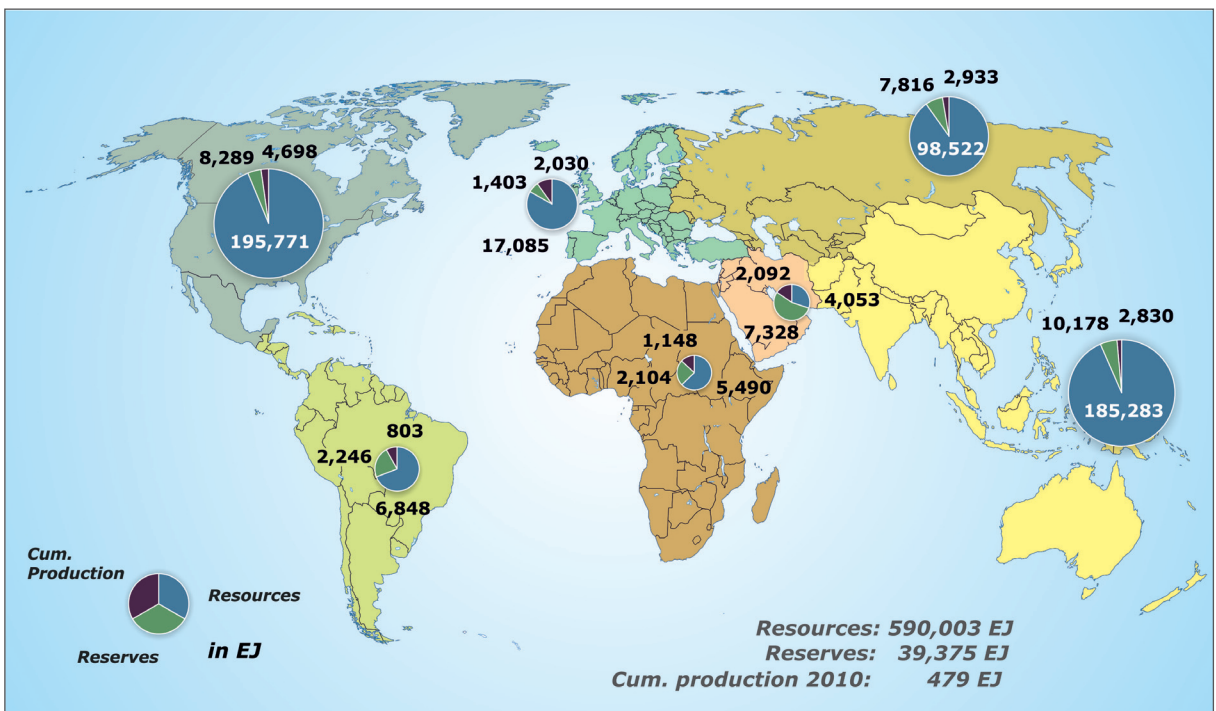 7,816 2,933
98,522
8,289 4,698
195,771
2,030
1,403
17,085
2,092
4,053
7,328
10,178 2,830
185,283
1,148
2,104
5,490
803
2,246
6,848
Cum.
Production
Resources
Reserves
in EJ
Resources: 590,003 EJ
Reserves: 39,375 EJ
Cum. production 2010: 479 EJ